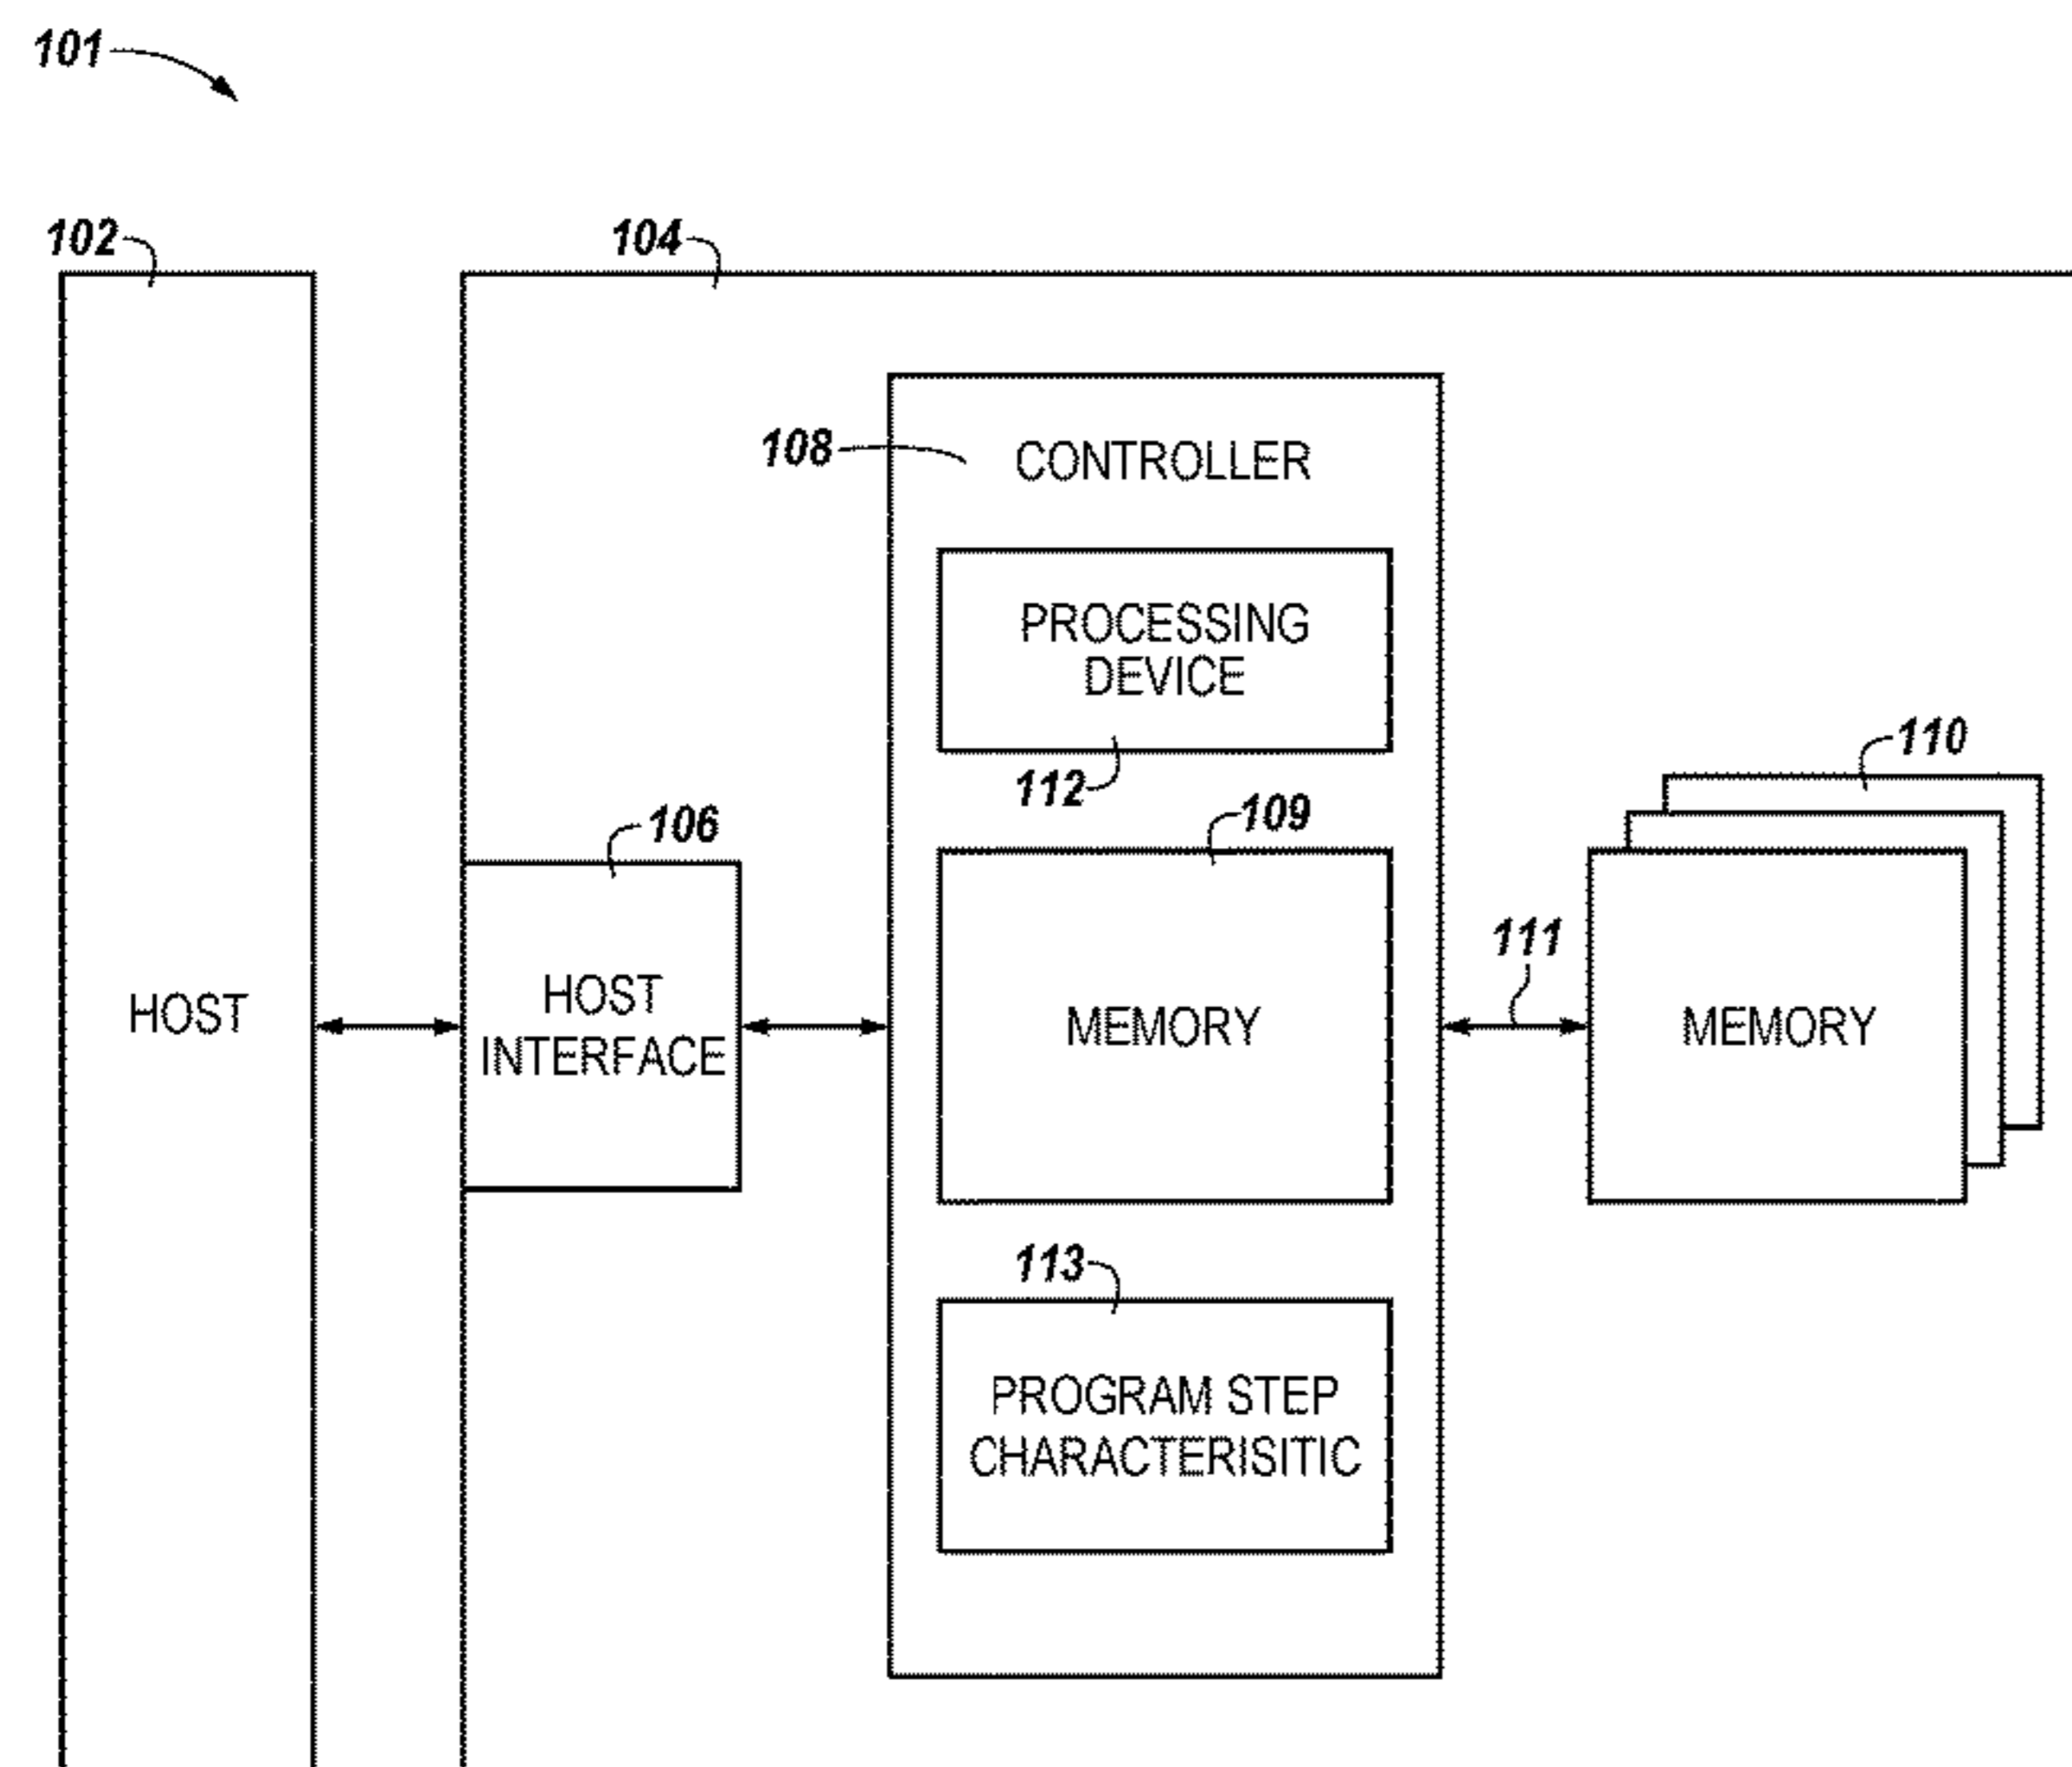 101
102
104
108
CONTROLLER
PROCESSING
DEVICE
112
110
106
109
111
HOST
HOST
INTERFACE
MEMORY
MEMORY
113
PROGRAM STEP
CHARACTERISITIC